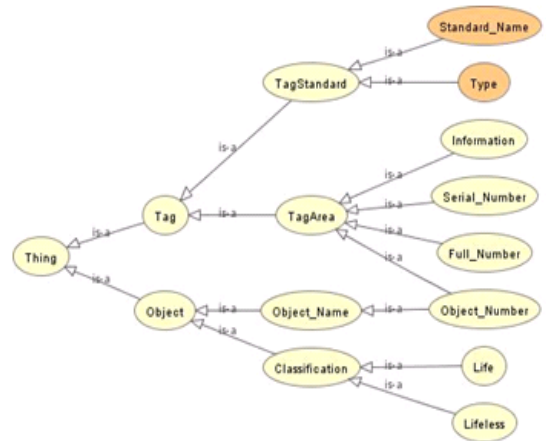 Standard_Name
is-a
TagStandard
is-a
Type
is-a
Information
is-a
Serial_Number
is-a
Tag
is-a
TagArea
is-a
Full_Number
is-a
Thing
is-a
is-a
is-a
Object
is-a
Object_Name
is-a
Object_Number
is-a
Classification
is-a
Life
is-a
Lifeless